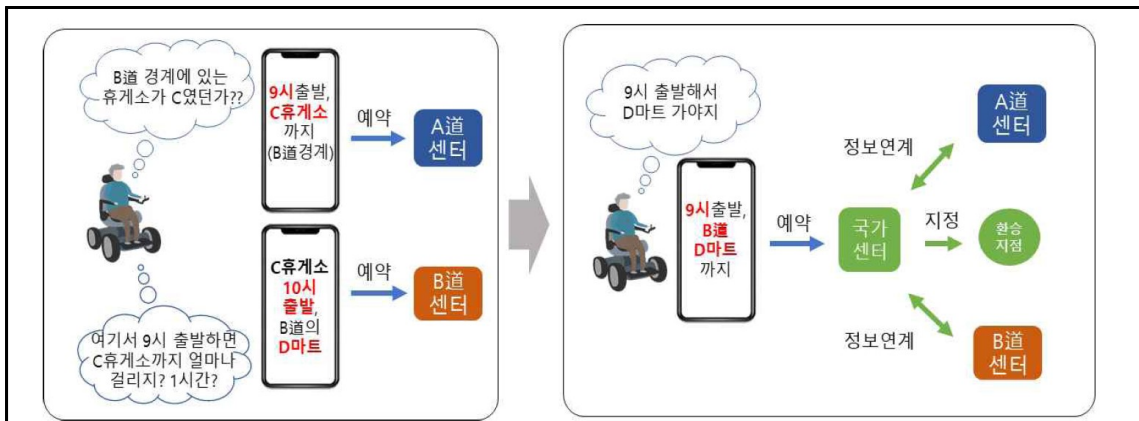 B道 경계에 있는
휴게소가 C였던가??
9시출발,
C휴게소
까지
(B道경계)
예약
A道
센터
C휴게소
10시
출발,
B道의
D마트
예약
B道
센터
여기서 9시 출발하면
C휴게소까지 얼마나
걸리지? 1시간?
9시 출발해서
D마트 가야지
9시출발,
B道
D마트
까지
예약
국가
센터
정보연계
A道
센터
지정
환승
지점
정보연계
B道
센터